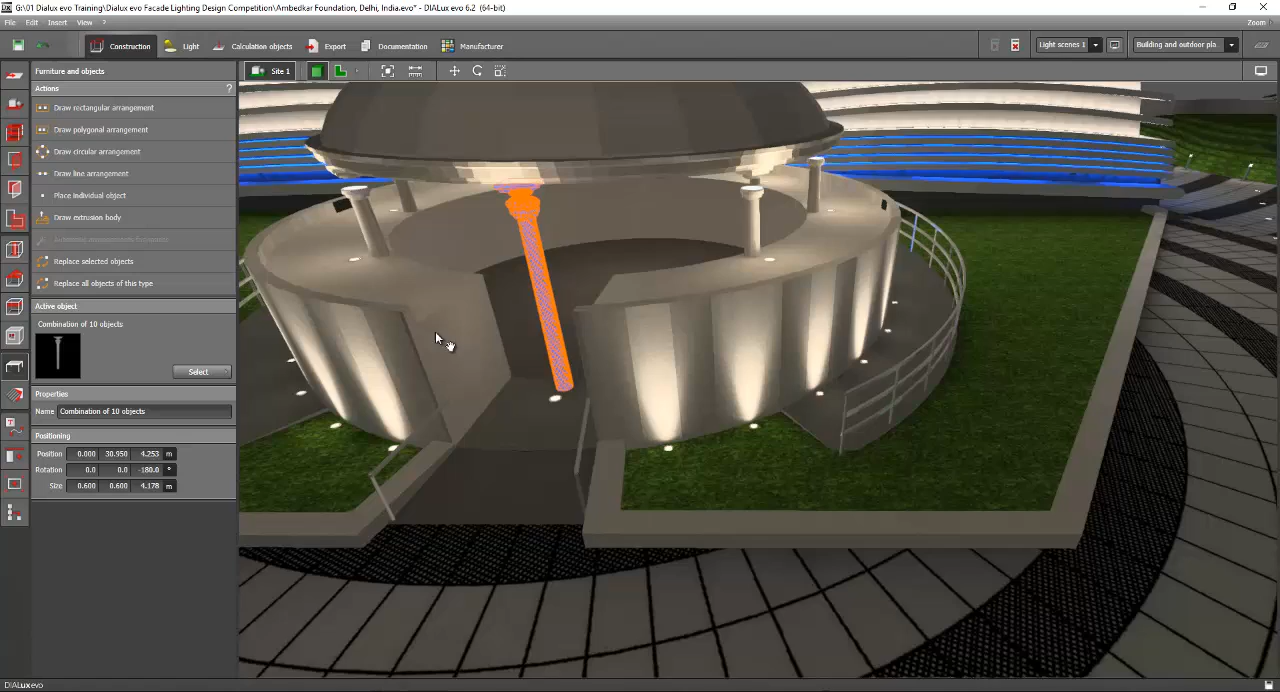 G:\01 Dialux evo Training\Dialux evo Facade Lighting Design Competition\Ambedkar Foundation, Delhi, India.evo* - DIALux evo 6.2 (64-bit)
File Edit Insert View ? Zoom
Construction Light Calculation objects Export Documentation Manufacturer Light scenes 1 Building and outdoor pla
Furniture and objects Site 1
Actions ?
Draw rectangular arrangement
Draw polygonal arrangement
Draw circular arrangement
Draw line arrangement
Place individual object
Draw extrusion body
Replace selected objects
Replace all objects of this type
Active object
Combination of 10 objects
Select
Properties
Name Combination of 10 objects
Positioning
Position 0.000 30.950 4.253 m
Rotation 0.0 0.0 -180.0 °
Size 0.600 0.600 4.178 m
DIALux evo